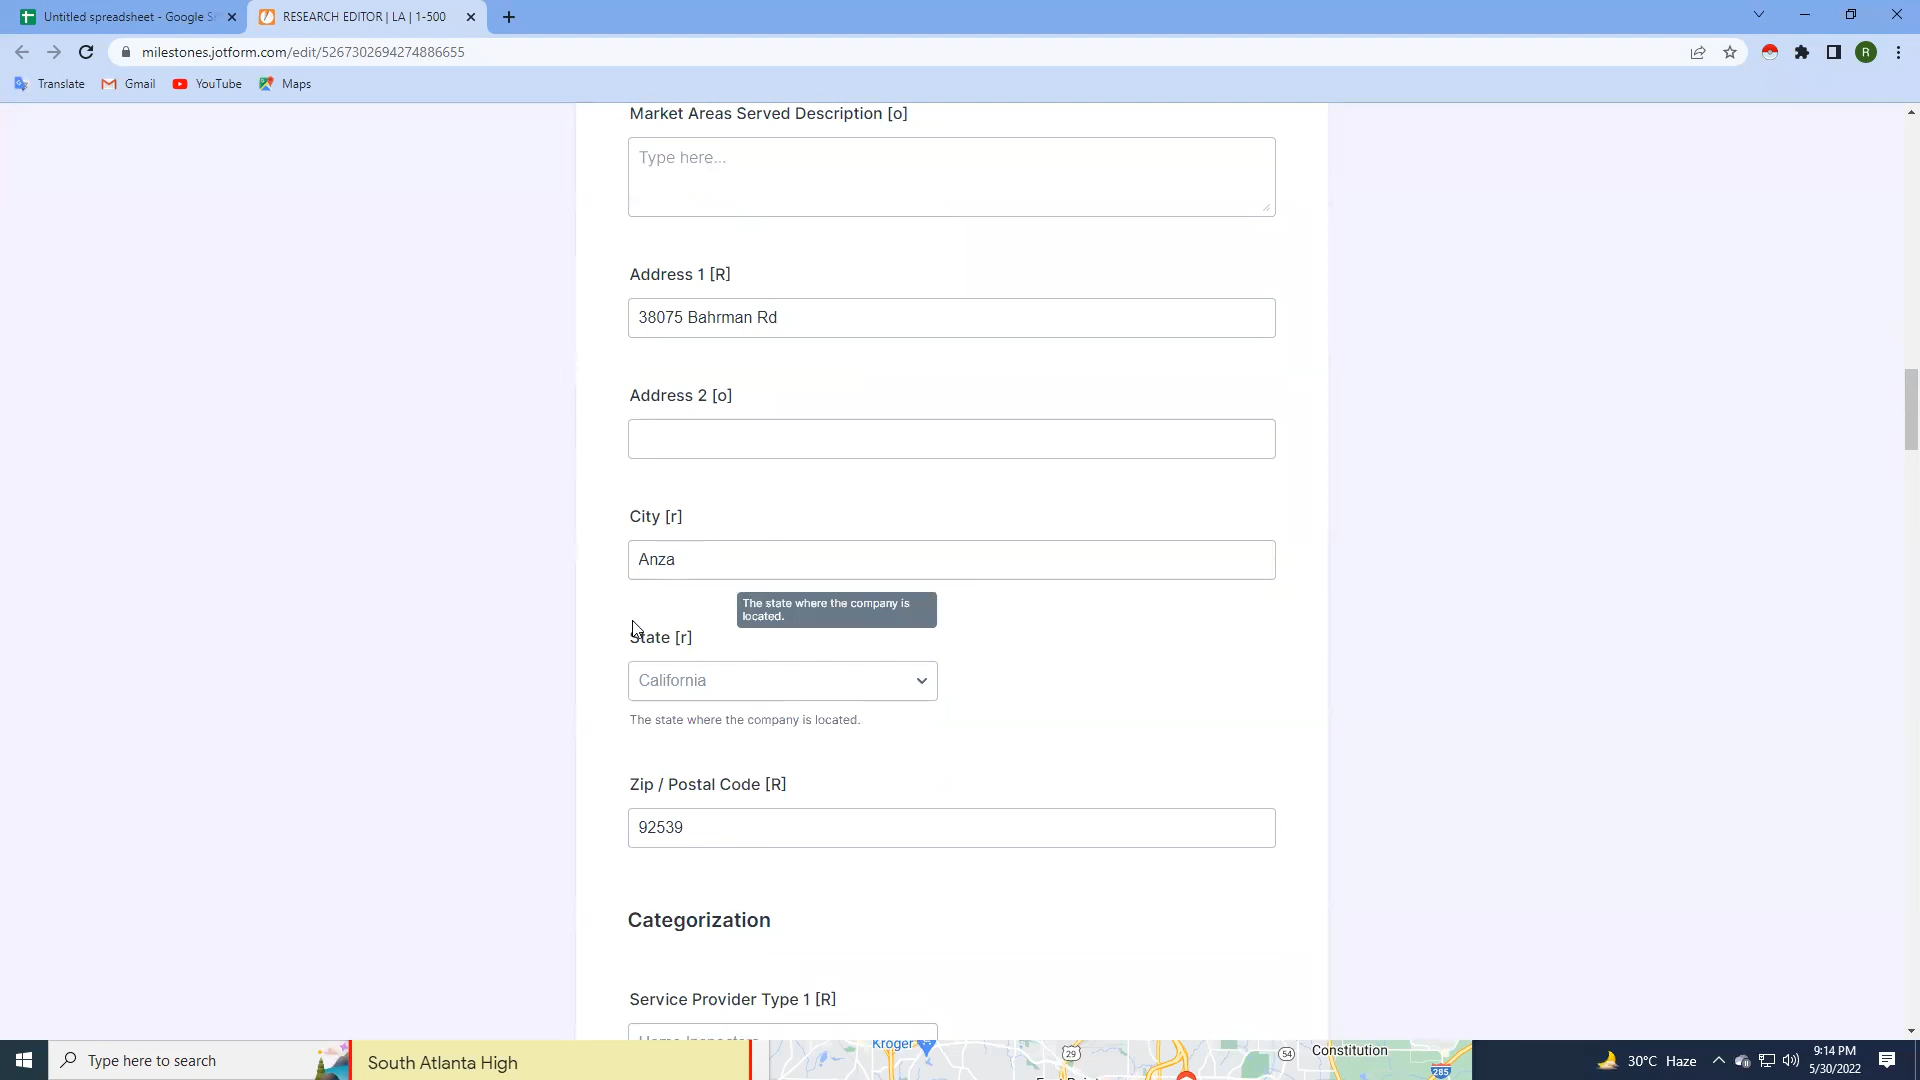 Untitled spreadsheet - Google
RESEARCH EDITOR | LA | 1-500
milestones.jotform.com/edit/5267302694274886655
R
Translate
Gmail
YouTube
Maps
Market Areas Served Description [o]
Type here...
Address 1 [R]
38075 Bahrman Rd
Address 2 [o]
City [r]
Anza
The state where the company is
located.
State [r]
California
The state where the company is located.
Zip / Postal Code [R]
92539
Categorization
Service Provider Type 1 [R]
Type here to search
South Atlanta High
Kroger
29
54
Constitution
285
30°C Haze
9:14 PM
5/30/2022